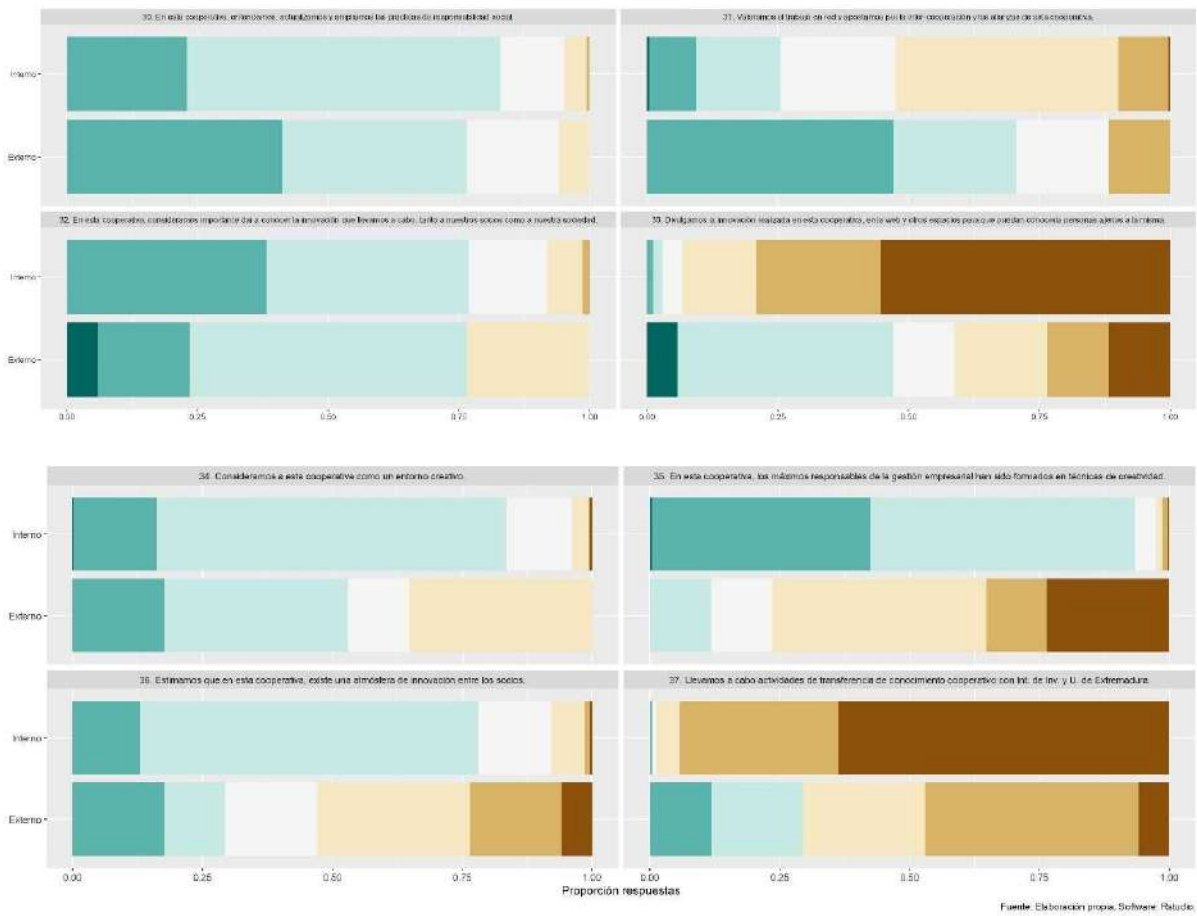 30. En esta cooperativa, entendemos, actualizamos y ampliamos las prácticas de responsabilidad social.
31. Valoramos el trabajo en red y apostamos por la inter-cooperación y las alianzas de esta cooperativa.
Interno
Externo
32. En esta cooperativa, consideramos importante dar a conocer la innovación que llevamos a cabo, tanto a nuestros socios como a nuestra sociedad.
33. Divulgamos la innovación realizada en esta cooperativa, en la web y otros espacios para que puedan conocerla personas ajenas a la misma.
Interno
Externo
0.00 0.25 0.50 0.75 1.00
0.00 0.25 0.50 0.75 1.00
34. Consideramos a esta cooperativa como un entorno creativo.
35. En esta cooperativa, los máximos responsables de la gestión empresarial han sido formados en técnicas de creatividad.
Interno
Externo
36. Estimamos que en esta cooperativa, existe una atmósfera de innovación entre los socios.
37. Llevamos a cabo actividades de transferencia de conocimiento cooperativo con Int. de Inv. y U. de Extremadura.
Interno
Externo
0.00 0.25 0.50 0.75 1.00
0.00 0.25 0.50 0.75 1.00
Proporción respuestas
Fuente: Elaboración propia, Software: Rstudio.